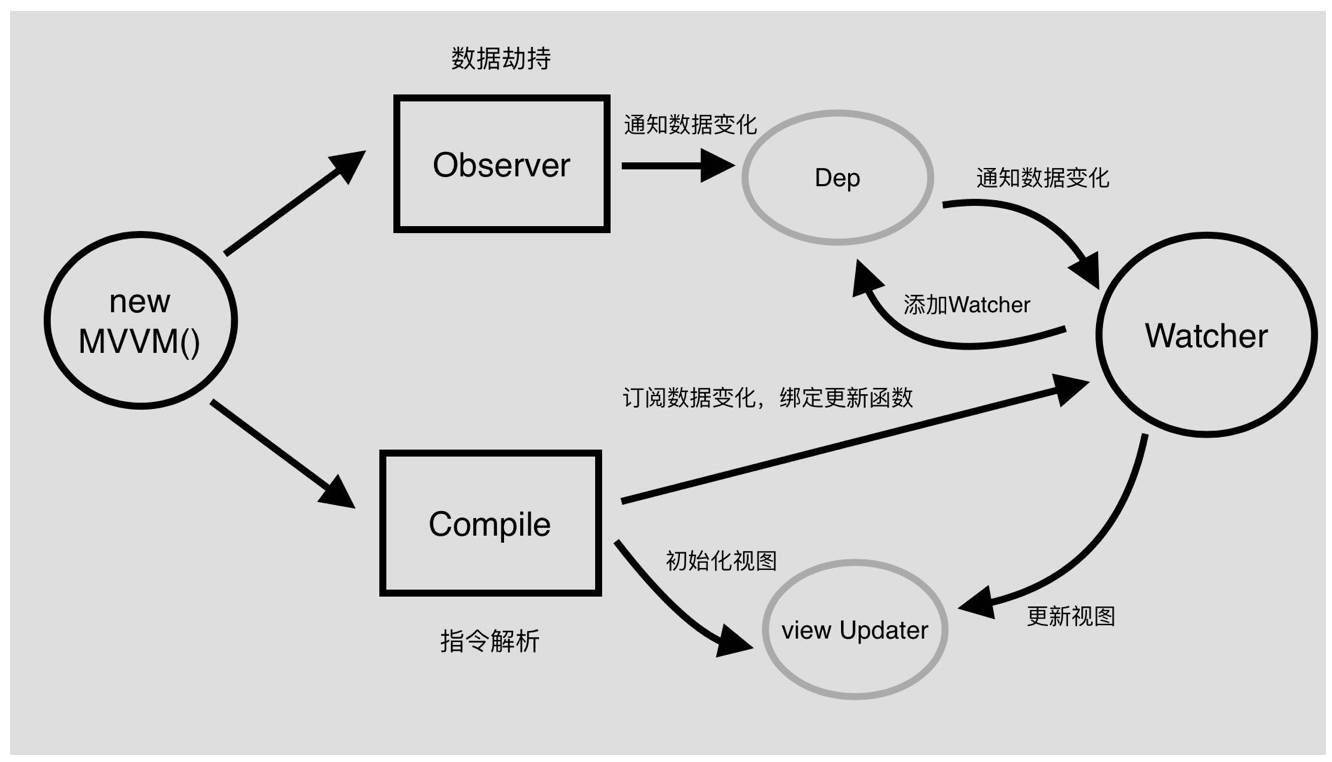 数据劫持
Observer
通知数据变化
Dep
通知数据变化
new
MVVM()
添加Watcher
Watcher
订阅数据变化，绑定更新函数
Compile
初始化视图
view Updater
更新视图
指令解析